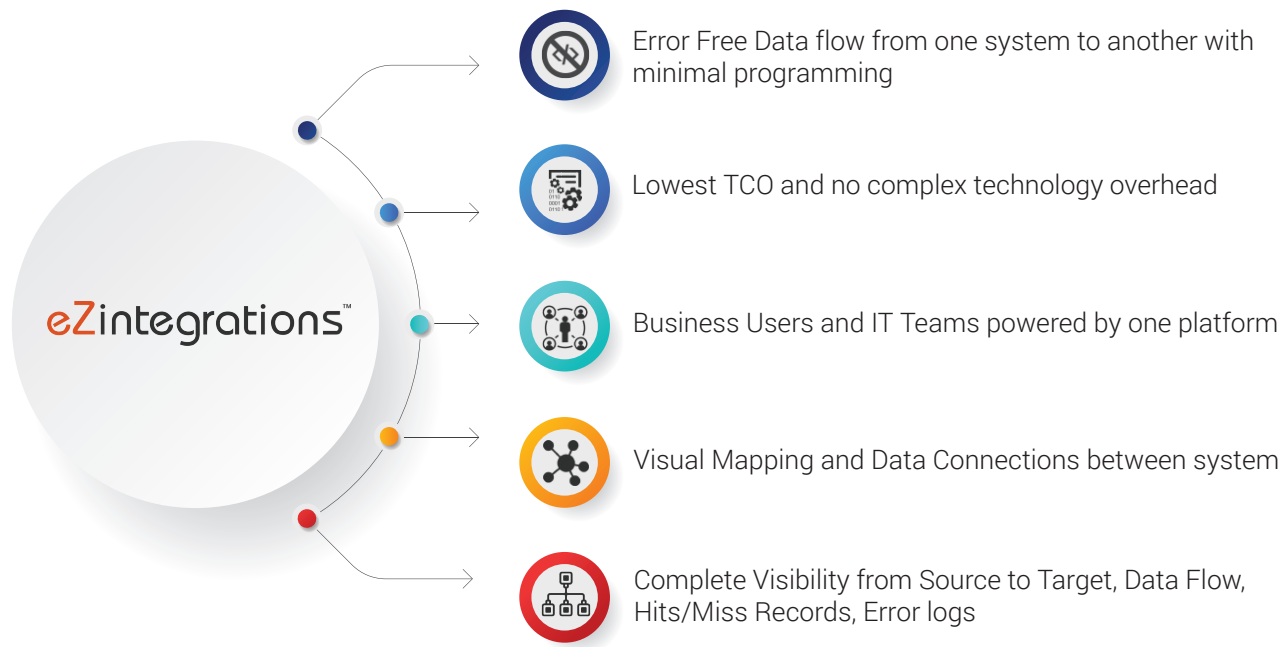 Error Free Data flow from one system to another with
minimal programming
Lowest TCO and no complex technology overhead
eZintegrations™
Business Users and IT Teams powered by one platform
Visual Mapping and Data Connections between system
Complete Visibility from Source to Target, Data Flow,
Hits/Miss Records, Error logs